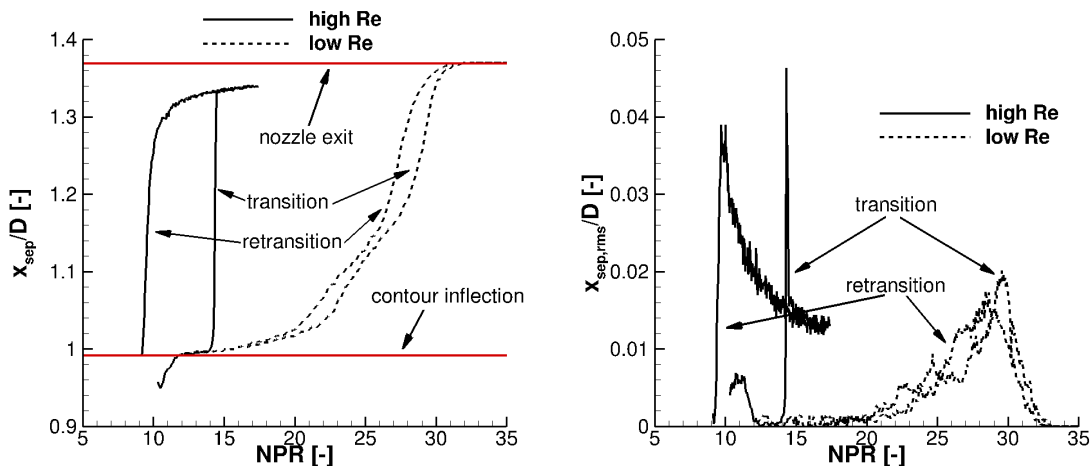 high Re
low Re
1.4
1.3
1.2
1.1
1
0.9
x_sep/D [-]
nozzle exit
transition
retransition
contour inflection
5
10
15
20
25
30
35
NPR [-]
high Re
low Re
0.05
0.04
0.03
0.02
0.01
0
x_sep,rms/D [-]
transition
retransition
5
10
15
20
25
30
35
NPR [-]